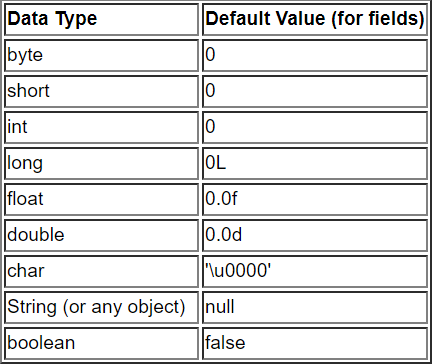 Data Type Default Value (for fields)
byte 0
short 0
int 0
long 0L
float 0.0f
double 0.0d
char '\u0000'
String (or any object) null
boolean false